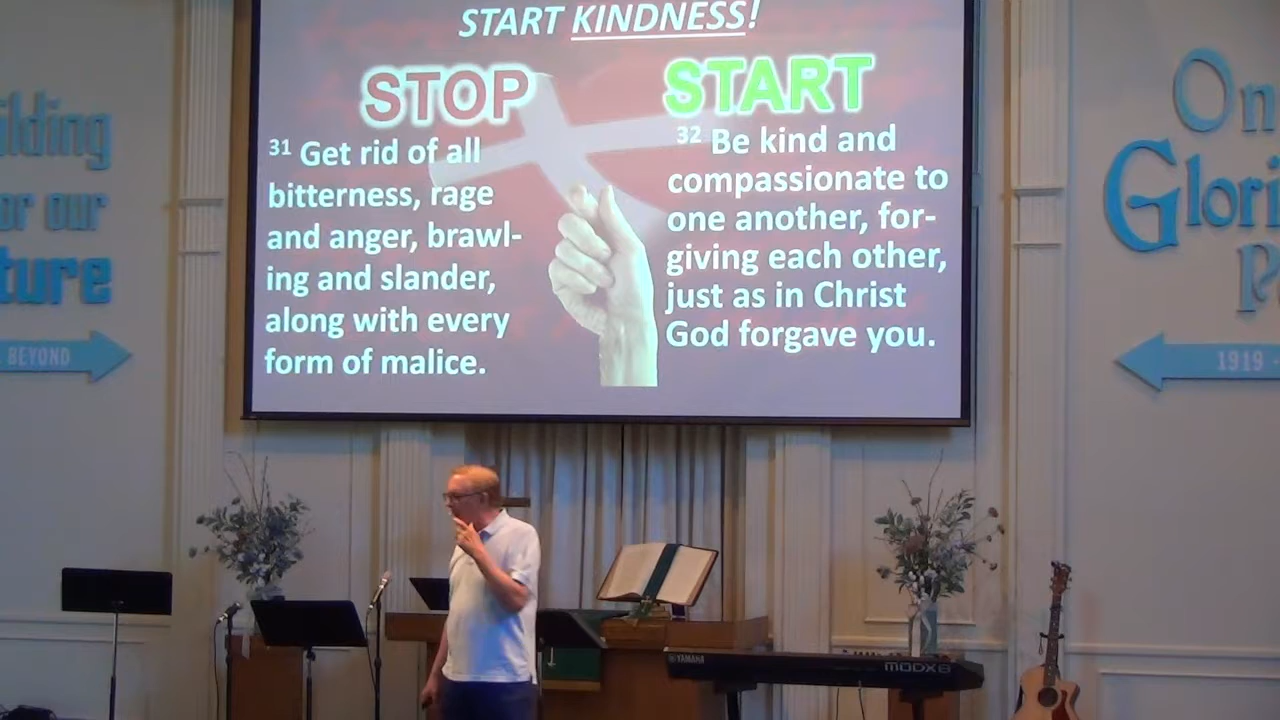 START KINDNESS!
STOP
31 Get rid of all
bitterness, rage
and anger, brawl-
ing and slander,
along with every
form of malice.
START
32 Be kind and
compassionate to
one another, for-
giving each other,
just as in Christ
God forgave you.
ilding
or our
ture
BEYOND
On
Glori
P
1919 -
YAMAHA
MODX8